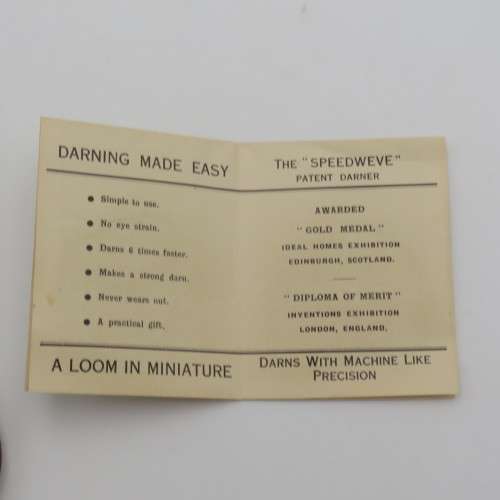 DARNING MADE EASY
● Simple to use.
● No eye strain.
● Darns 6 times faster.
● Makes a strong darn.
● Never wears out.
● A practical gift.
A LOOM IN MINIATURE
THE "SPEEDWEVE"
PATENT DARNER
AWARDED
"GOLD MEDAL"
IDEAL HOMES EXHIBITION
EDINBURGH, SCOTLAND.
"DIPLOMA OF MERIT"
INVENTIONS EXHIBITION
LONDON, ENGLAND.
DARNS WITH MACHINE LIKE
PRECISION